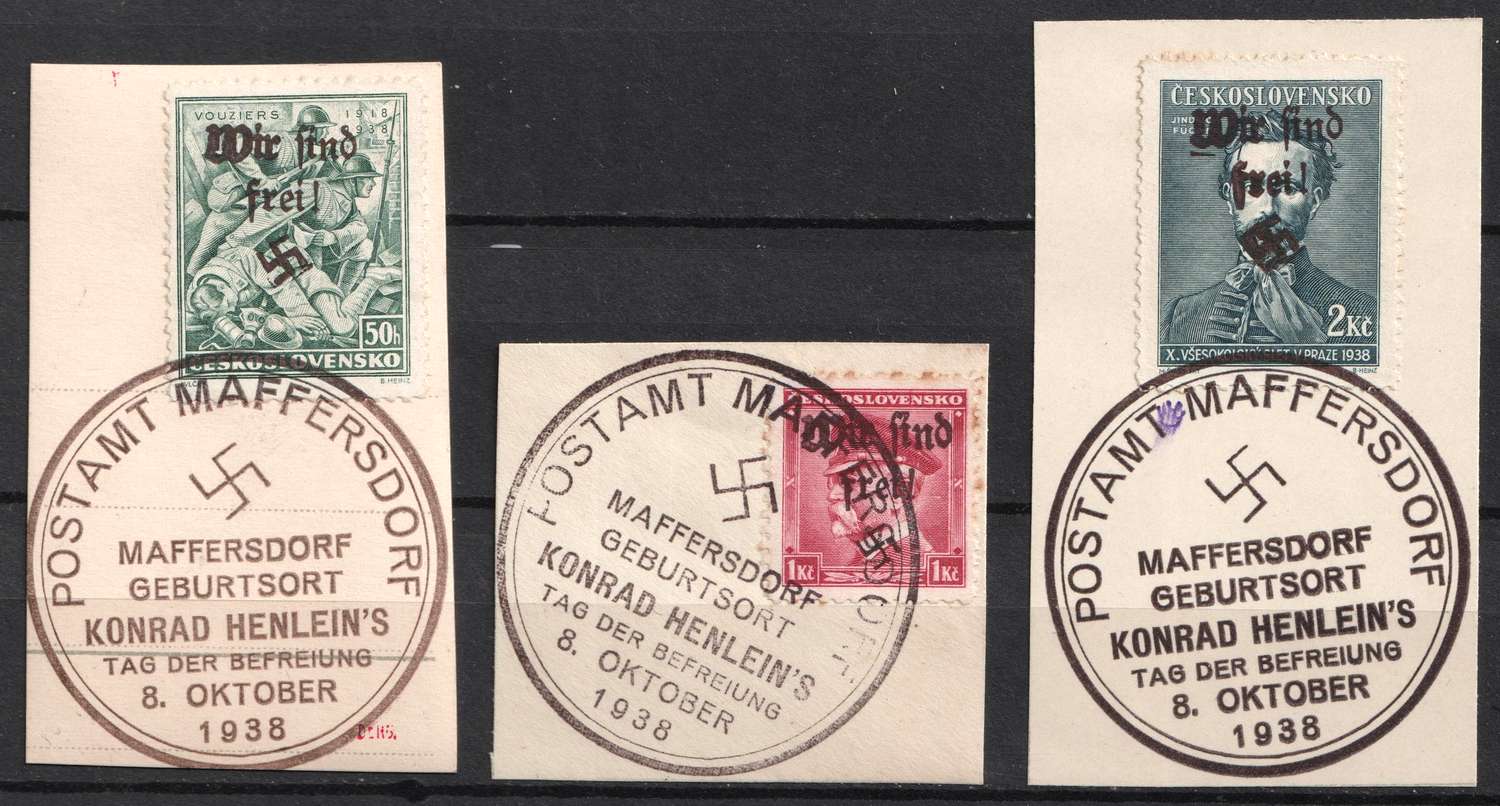 VOUZIERS 1918
1938
Wir sind
frei!
50h
ČESKOSLOVENSKO
B. HEINZ
POSTAMT MAFFERSDORF
MAFFERSDORF
GEBURTSORT
KONRAD HENLEIN'S
TAG DER BEFREIUNG
8. OKTOBER
1938
ČESKOSLOVENSKO
Wir sind
frei!
1Kč 1Kč
POSTAMT MAFFERSDORF
MAFFERSDORF
GEBURTSORT
KONRAD HENLEIN'S
TAG DER BEFREIUNG
8. OKTOBER
1938
ČESKOSLOVENSKO
Wir sind
frei!
2Kč
X. VŠESOKOLSKÝ SLET V PRAZE 1938
B. HEINZ
POSTAMT MAFFERSDORF
MAFFERSDORF
GEBURTSORT
KONRAD HENLEIN'S
TAG DER BEFREIUNG
8. OKTOBER
1938